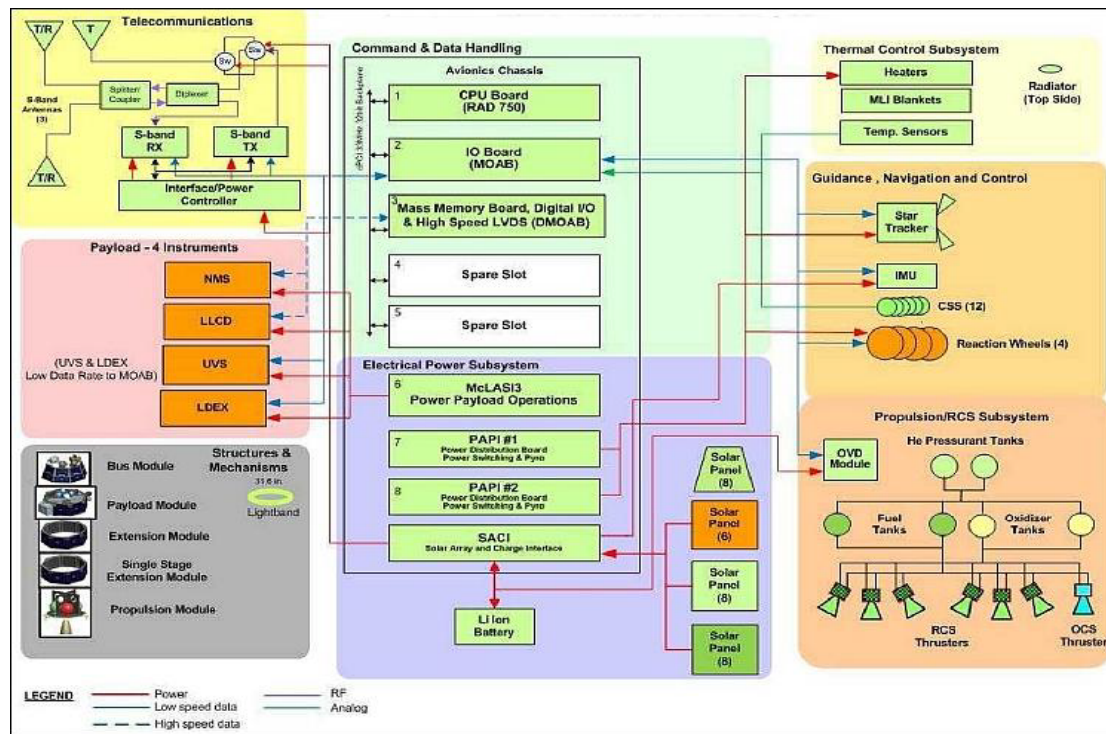 Telecommunications
T/R
T
Sw
Sw
Splitter/
Coupler
Diplexer
S-Band
Antennas
(3)
S-band
RX
S-band
TX
T/R
Interface/Power
Controller
Payload - 4 Instruments
NMS
LLCD
(UVS & LDEX
Low Data Rate to MOAB)
UVS
LDEX
Structures &
Mechanisms
Bus Module
31.6 in.
Lightband
Payload Module
Extension Module
Single Stage
Extension Module
Propulsion Module
Command & Data Handling
Avionics Chassis
1
CPU Board
(RAD 750)
2
IO Board
(MOAB)
3
Mass Memory Board, Digital I/O
& High Speed LVDS (DMOAB)
4
Spare Slot
5
Spare Slot
Electrical Power Subsystem
6
McLASI3
Power Payload Operations
7
PAPI #1
Power Distribution Board
Power Switching & Pyro
8
PAPI #2
Power Distribution Board
Power Switching & Pyro
SACI
Solar Array and Charge Interface
Li Ion
Battery
Solar
Panel
(8)
Solar
Panel
(6)
Solar
Panel
(8)
Solar
Panel
(8)
Thermal Control Subsystem
Heaters
MLI Blankets
Temp. Sensors
Radiator
(Top Side)
Guidance , Navigation and Control
Star
Tracker
IMU
CSS (12)
Reaction Wheels (4)
Propulsion/RCS Subsystem
He Pressurant Tanks
OVD
Module
Fuel
Tanks
Oxidizer
Tanks
RCS
Thrusters
OCS
Thruster
LEGEND
Power
Low speed data
High speed data
RF
Analog